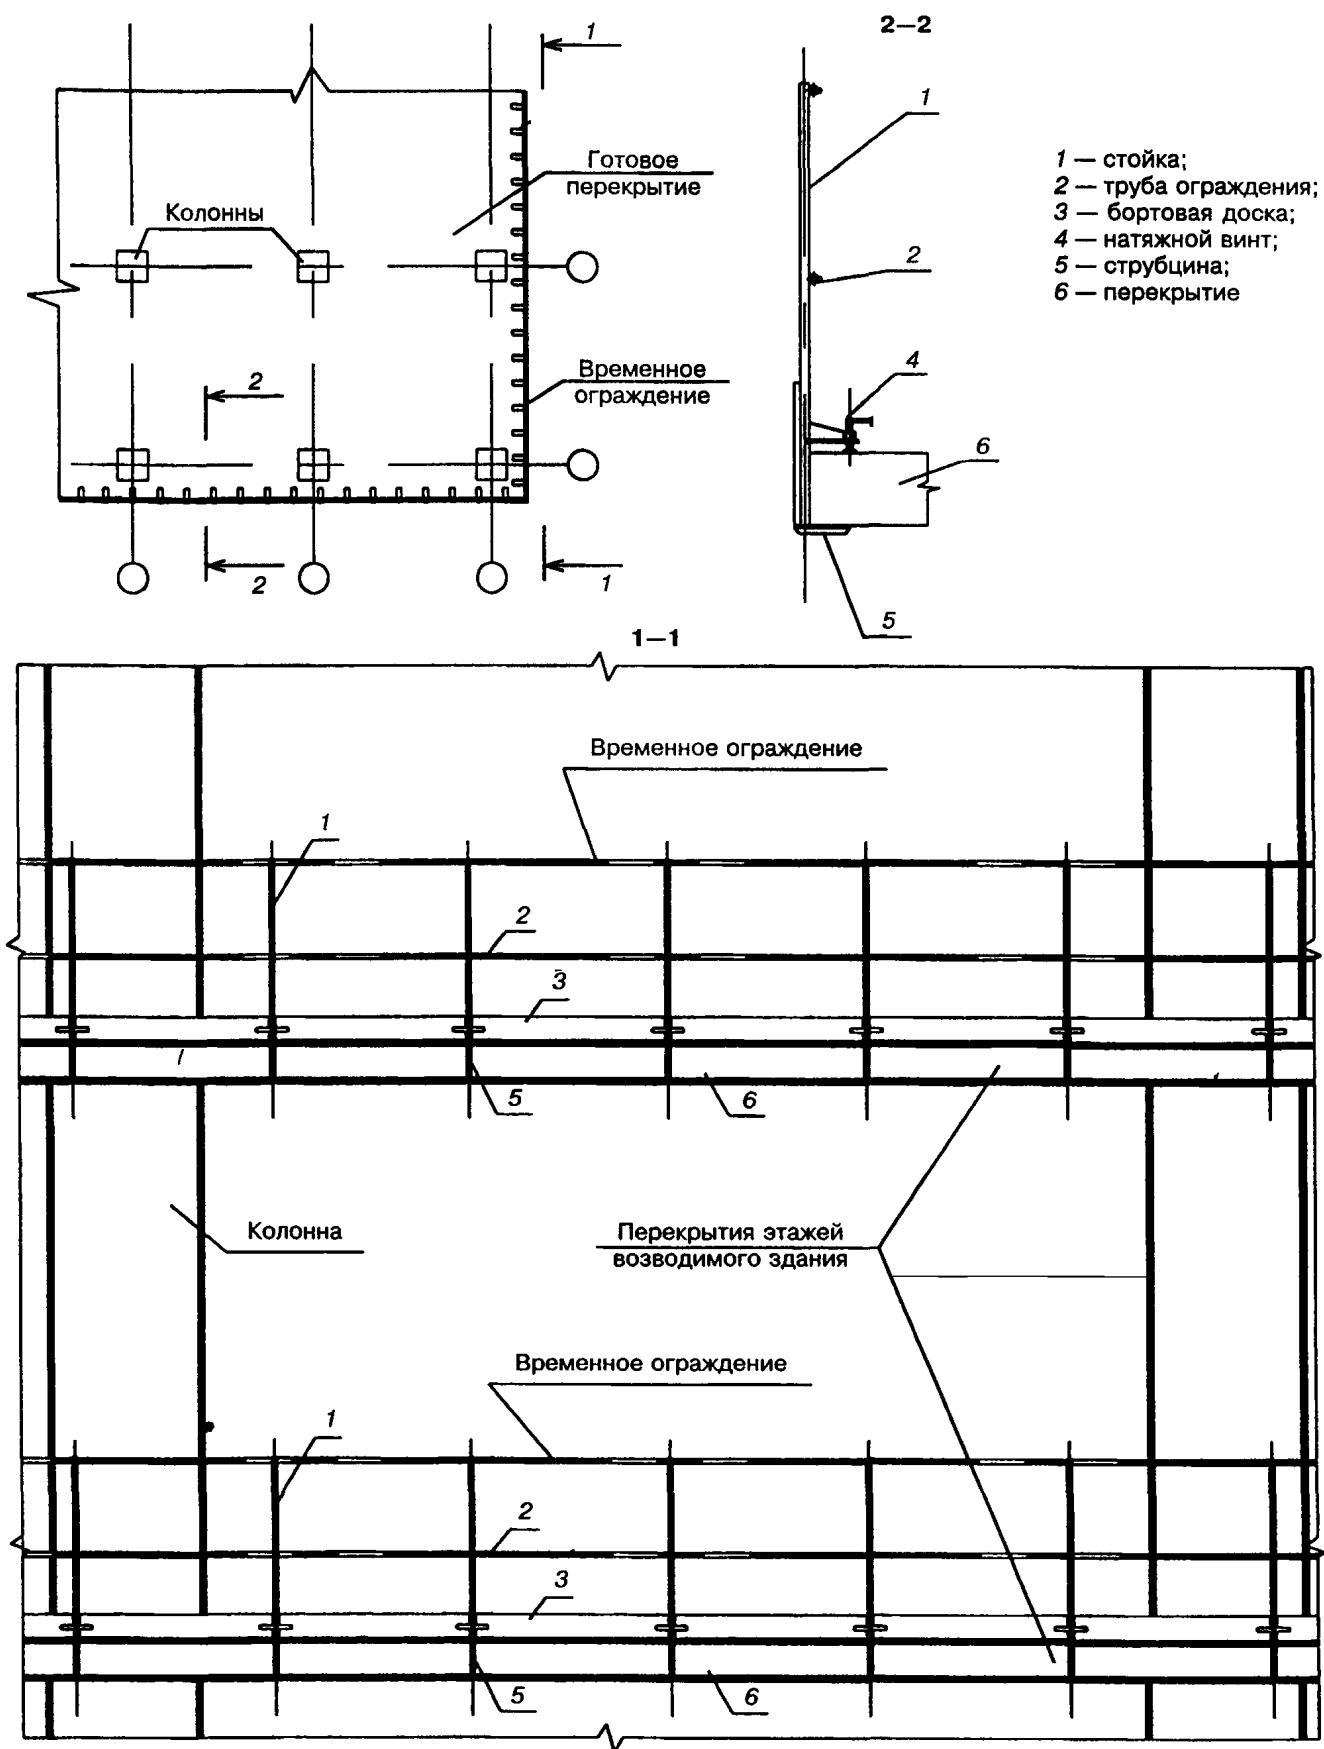 1
2—2
Готовое
перекрытие
Колонны
2
Временное
ограждение
2
1
1
2
4
6
5
1 — стойка;
2 — труба ограждения;
3 — бортовая доска;
4 — натяжной винт;
5 — струбцина;
6 — перекрытие
1—1
Временное ограждение
1
2
3
5
6
Колонна
Перекрытия этажей
возводимого здания
Временное ограждение
1
2
3
5
6